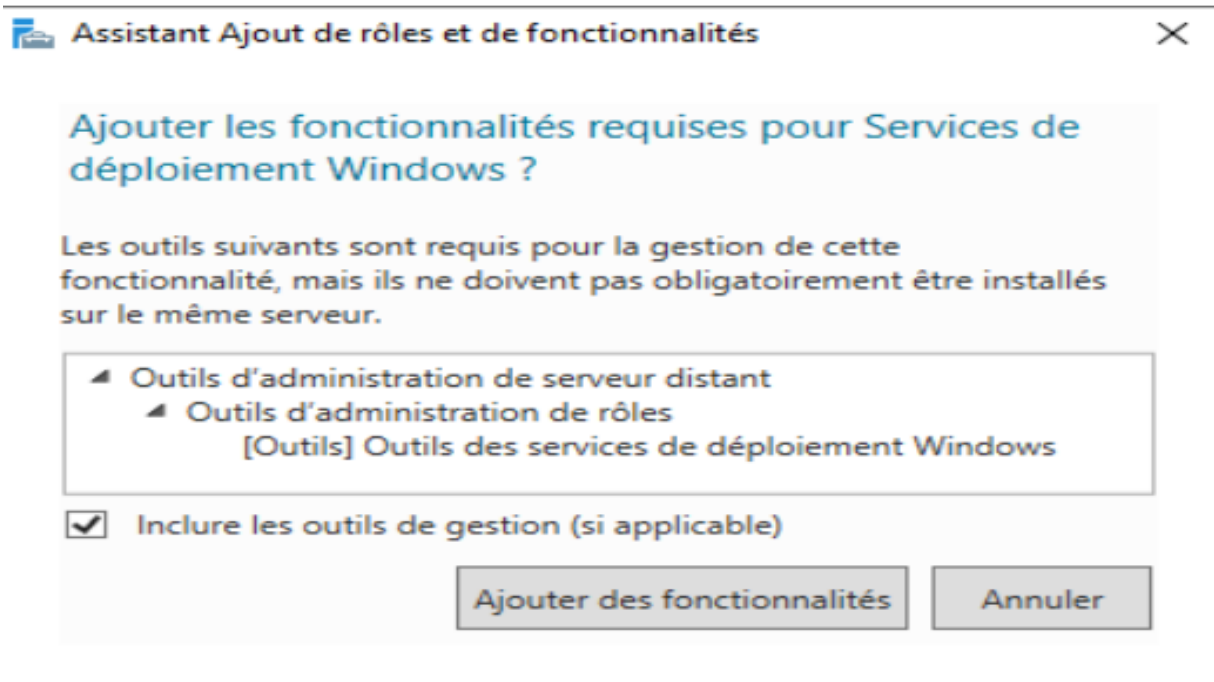 Assistant Ajout de rôles et de fonctionnalités
Ajouter les fonctionnalités requises pour Services de
déploiement Windows ?
Les outils suivants sont requis pour la gestion de cette
fonctionnalité, mais ils ne doivent pas obligatoirement être installés
sur le même serveur.
Outils d'administration de serveur distant
Outils d'administration de rôles
[Outils] Outils des services de déploiement Windows
Inclure les outils de gestion (si applicable)
Ajouter des fonctionnalités Annuler